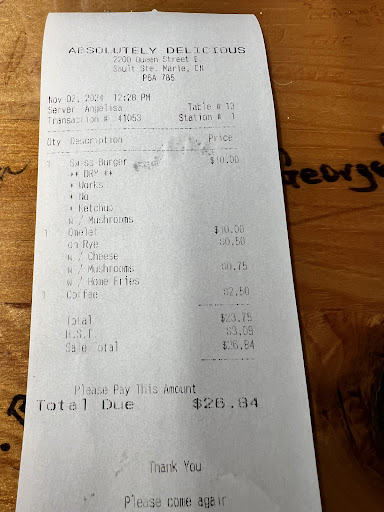 ABSOLUTELY DELICIOUS
2200 Queen Street E
Sault Ste. Marie, ON
P6A 7B5
Nov 02, 2024 12:28 PM
Server Angelisa Table # 13
Transaction # 41053 Station # 1
Qty Description Price
1 Swiss Burger $10.00
** DRY **
* Works
* No
* Ketchup
w / Mushrooms
1 Omelet $10.00
on Rye $0.50
w / Cheese
w / Mushrooms $0.75
w / Home Fries
1 Coffee $2.50
Total $23.75
H.S.T. $3.09
Sale Total $26.84
Please Pay This Amount
Total Due $26.84
Thank You
Please come again
George